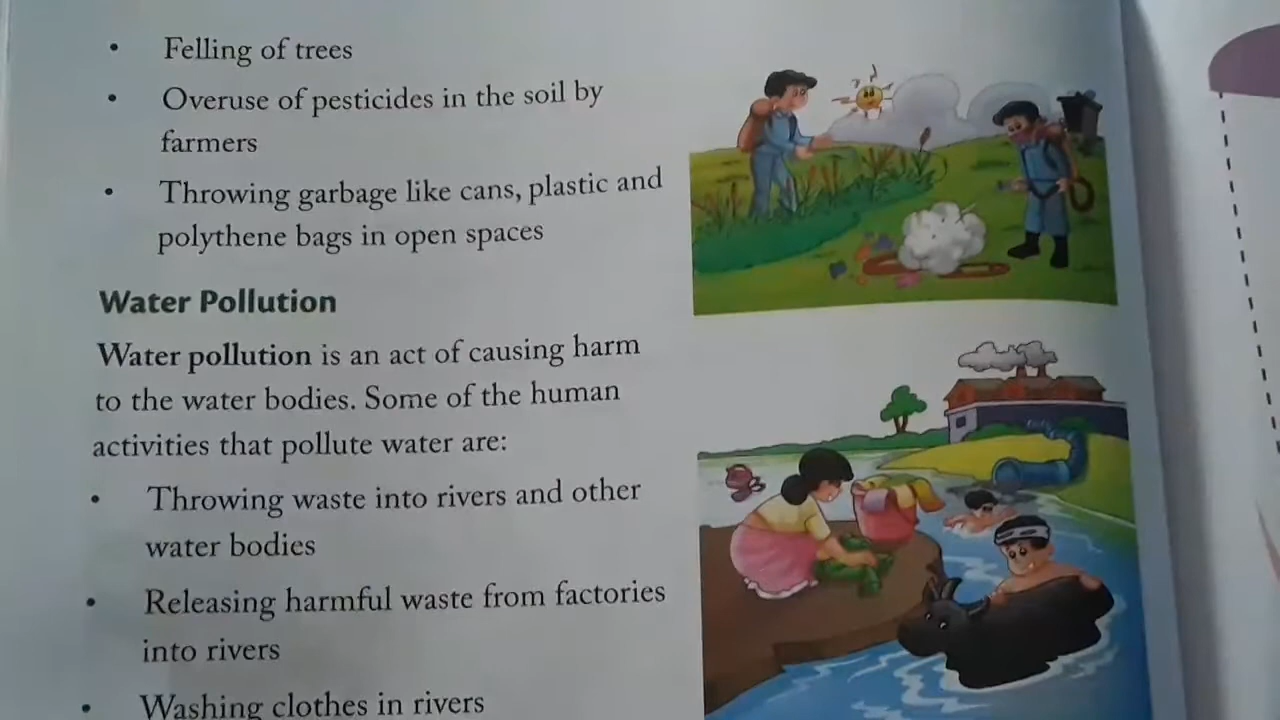 • Felling of trees
• Overuse of pesticides in the soil by
farmers
• Throwing garbage like cans, plastic and
polythene bags in open spaces
Water Pollution
Water pollution is an act of causing harm
to the water bodies. Some of the human
activities that pollute water are:
• Throwing waste into rivers and other
water bodies
• Releasing harmful waste from factories
into rivers
• Washing clothes in rivers